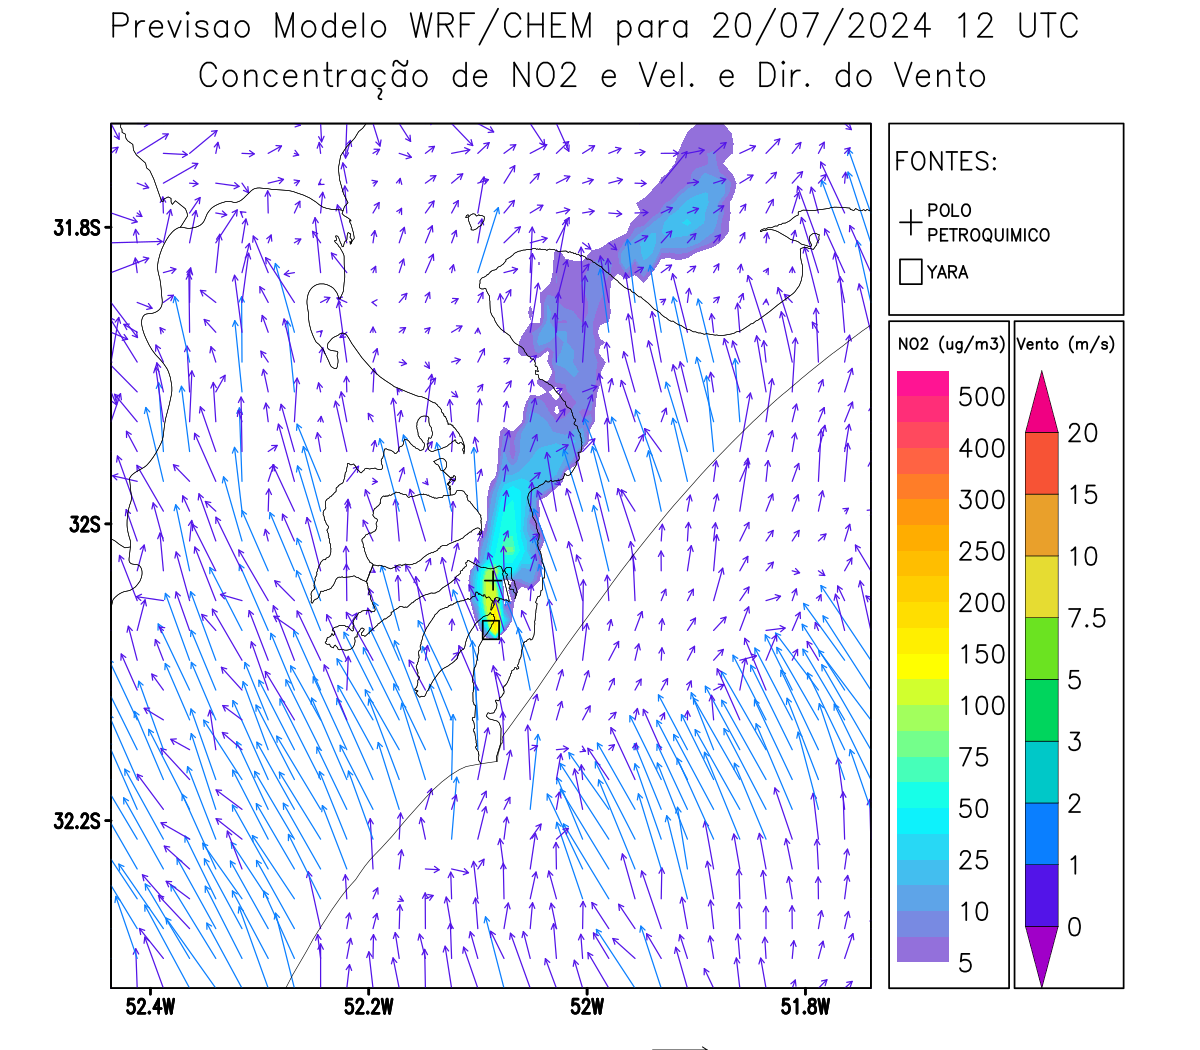 Previsao Modelo WRF/CHEM para 20/07/2024 12 UTC
Concentração de NO2 e Vel. e Dir. do Vento
FONTES:
POLO
PETROQUIMICO
YARA
NO2 (ug/m3)
500
400
300
250
200
150
100
75
50
25
10
5
Vento (m/s)
20
15
10
7.5
5
3
2
1
0
31.8S
32S
32.2S
52.4W
52.2W
52W
51.8W